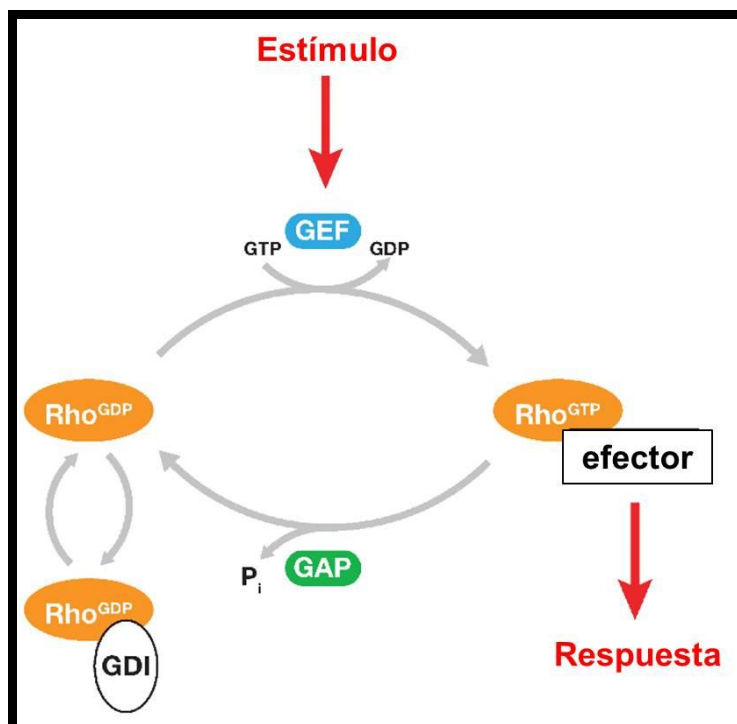 Estímulo
GEF
GTP
GDP
Rho^GDP
Rho^GTP
efector
P_i
GAP
Rho^GDP
GDI
Respuesta